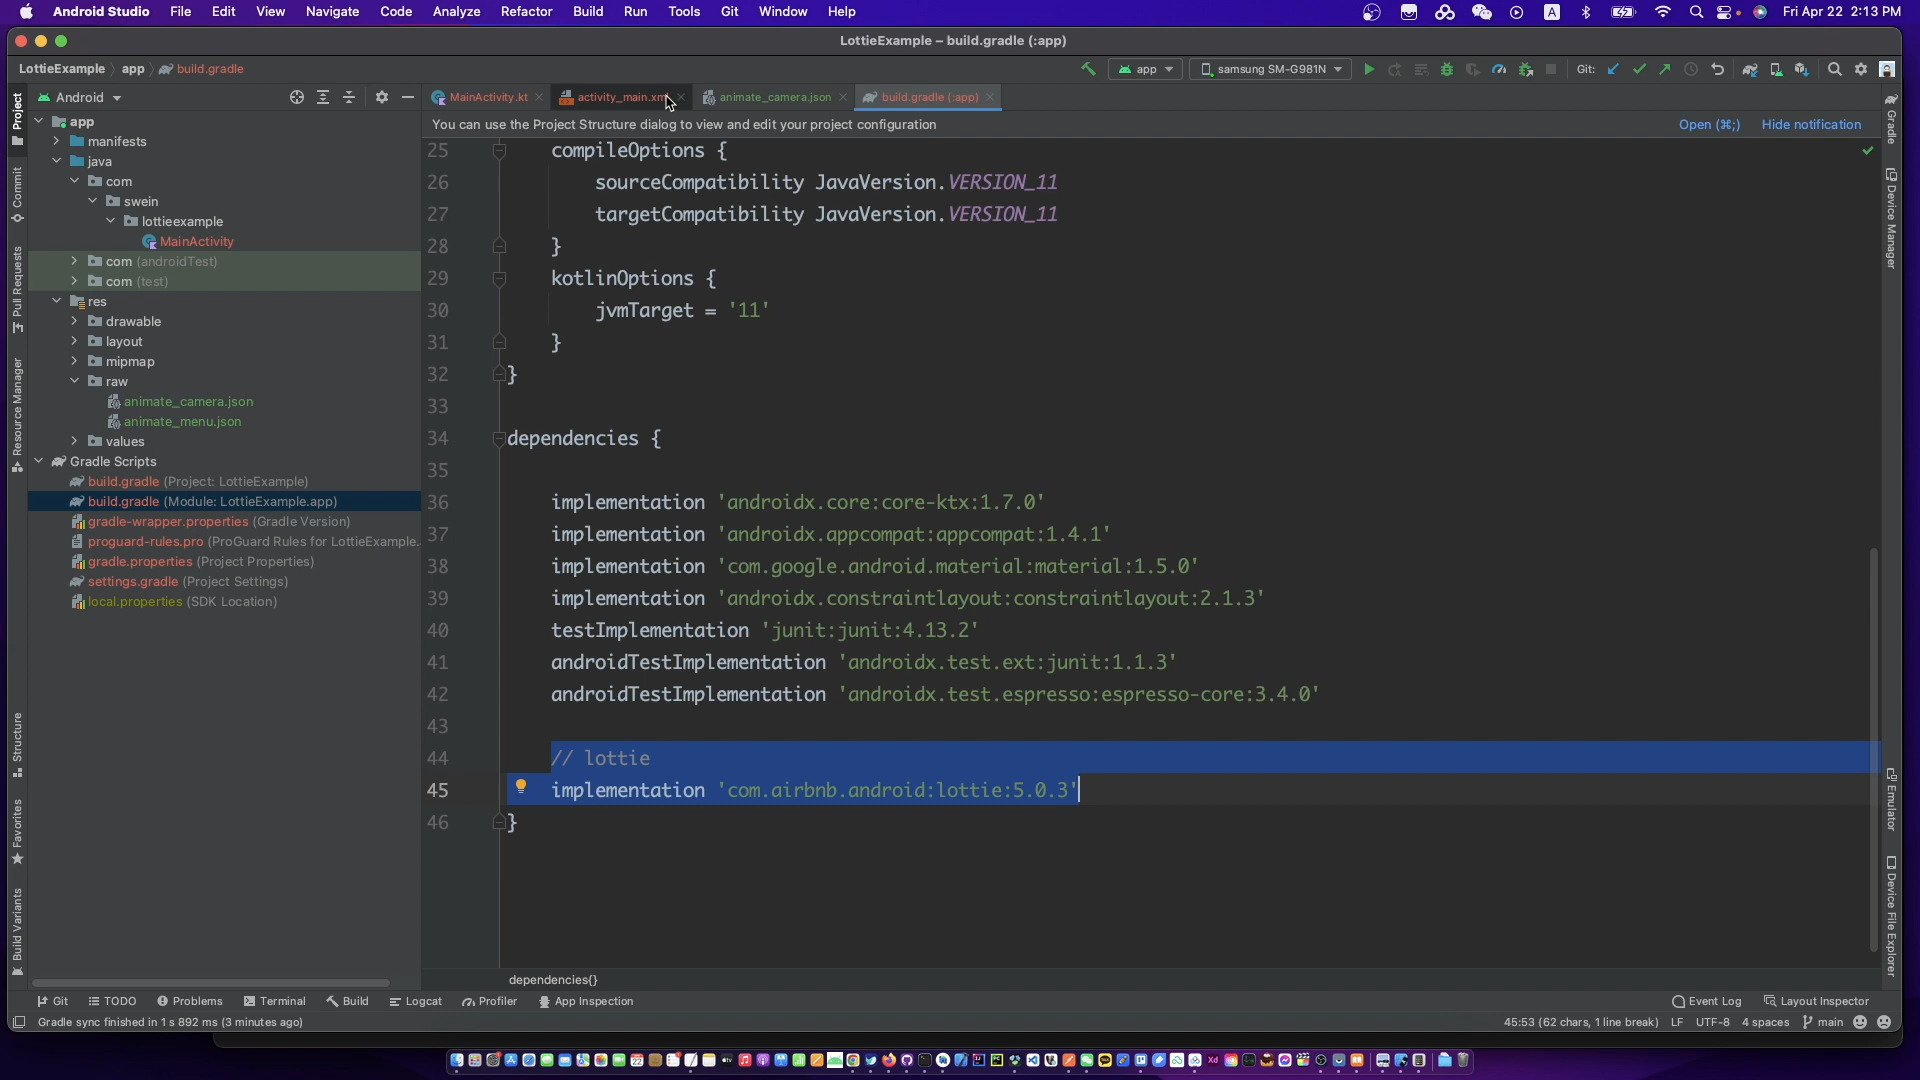 Android Studio File Edit View Navigate Code Analyze Refactor Build Run Tools Git Window Help Fri Apr 22 2:13 PM
LottieExample – build.gradle (:app)
LottieExample app build.gradle app samsung SM-G981N Git:
Android MainActivity.kt activity_main.xml animate_camera.json build.gradle (:app)
You can use the Project Structure dialog to view and edit your project configuration Open (⌘;) Hide notification
app
manifests
java
com
swein
lottieexample
MainActivity
com (androidTest)
com (test)
res
drawable
layout
mipmap
raw
animate_camera.json
animate_menu.json
values
Gradle Scripts
build.gradle (Project: LottieExample)
build.gradle (Module: LottieExample.app)
gradle-wrapper.properties (Gradle Version)
proguard-rules.pro (ProGuard Rules for LottieExample.
gradle.properties (Project Properties)
settings.gradle (Project Settings)
local.properties (SDK Location)
25 compileOptions {
26 sourceCompatibility JavaVersion.VERSION_11
27 targetCompatibility JavaVersion.VERSION_11
28 }
29 kotlinOptions {
30 jvmTarget = '11'
31 }
32 }
33
34 dependencies {
35
36 implementation 'androidx.core:core-ktx:1.7.0'
37 implementation 'androidx.appcompat:appcompat:1.4.1'
38 implementation 'com.google.android.material:material:1.5.0'
39 implementation 'androidx.constraintlayout:constraintlayout:2.1.3'
40 testImplementation 'junit:junit:4.13.2'
41 androidTestImplementation 'androidx.test.ext:junit:1.1.3'
42 androidTestImplementation 'androidx.test.espresso:espresso-core:3.4.0'
43
44 // lottie
45 implementation 'com.airbnb.android:lottie:5.0.3'
46 }
dependencies{}
Project
Commit
Pull Requests
Resource Manager
Structure
Favorites
Build Variants
Gradle
Device Manager
Emulator
Device File Explorer
Git TODO Problems Terminal Build Logcat Profiler App Inspection Event Log Layout Inspector
Gradle sync finished in 1 s 892 ms (3 minutes ago) 45:53 (62 chars, 1 line break) LF UTF-8 4 spaces main